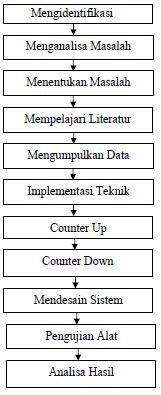 Mengidentifikasi
Menganalisa Masalah
Menentukan Masalah
Mempelajari Literatur
Mengumpulkan Data
Implementasi Teknik
Counter Up
Counter Down
Mendesain Sistem
Pengujian Alat
Analisa Hasil